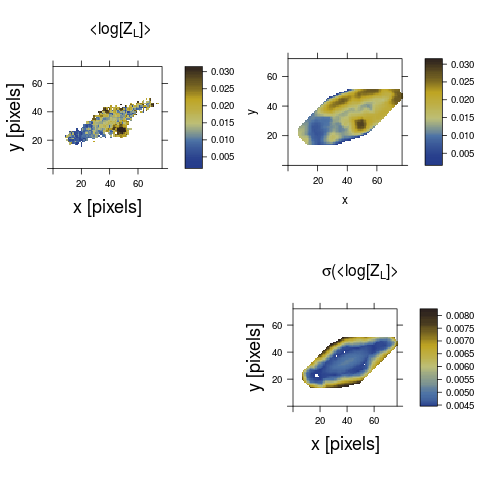 <log[Z_L]>
0.030
0.025
0.020
0.015
0.010
0.005
60
40
20
y [pixels]
20 40 60
x [pixels]
0.030
0.025
0.020
0.015
0.010
0.005
60
40
20
y
20 40 60
x
σ(<log[Z_L]>
0.0080
0.0075
0.0070
0.0065
0.0060
0.0055
0.0050
0.0045
60
40
20
y [pixels]
20 40 60
x [pixels]